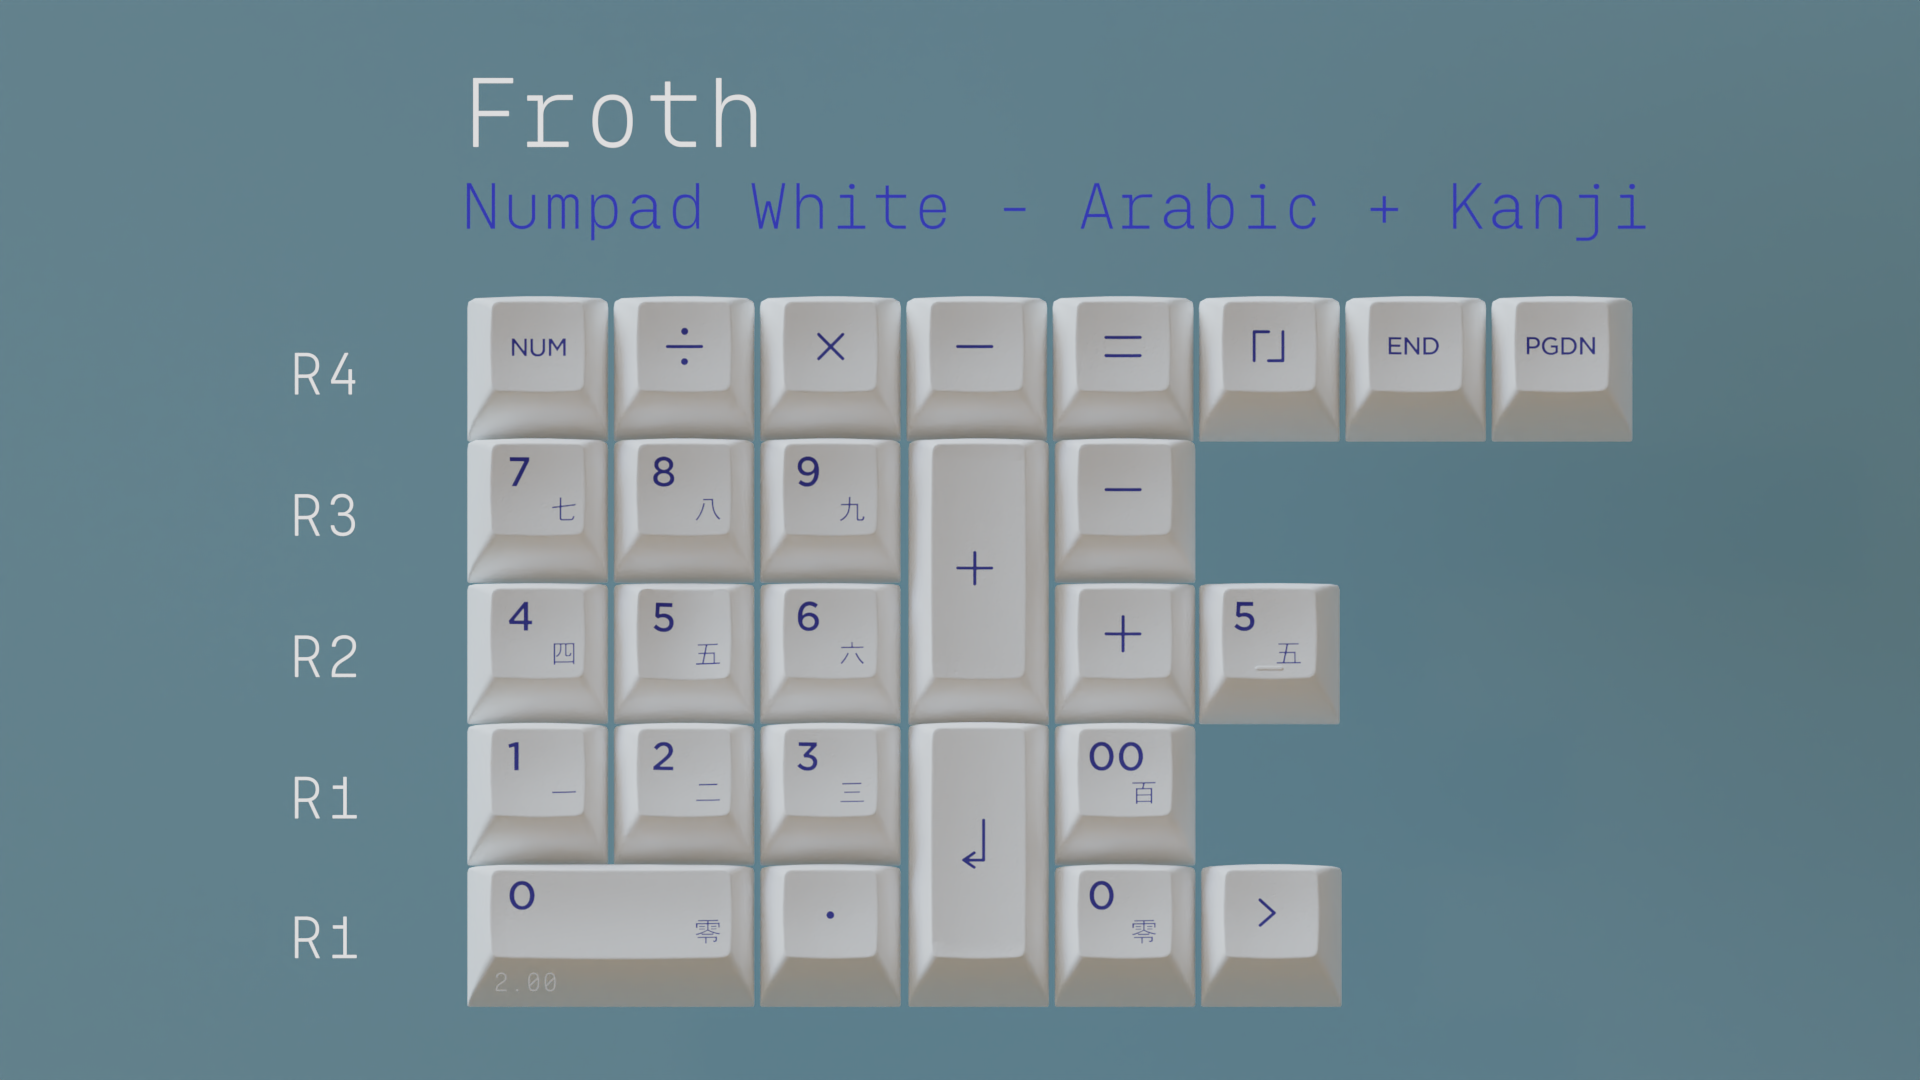 Froth
Numpad White - Arabic + Kanji
R4 NUM ÷ × − = END PGDN
R3 7 七 8 八 9 九 + −
R2 4 四 5 五 6 六 + 5 五
R1 1 一 2 二 3 三 00 百
R1 0 零 . 0 零 >
2.00